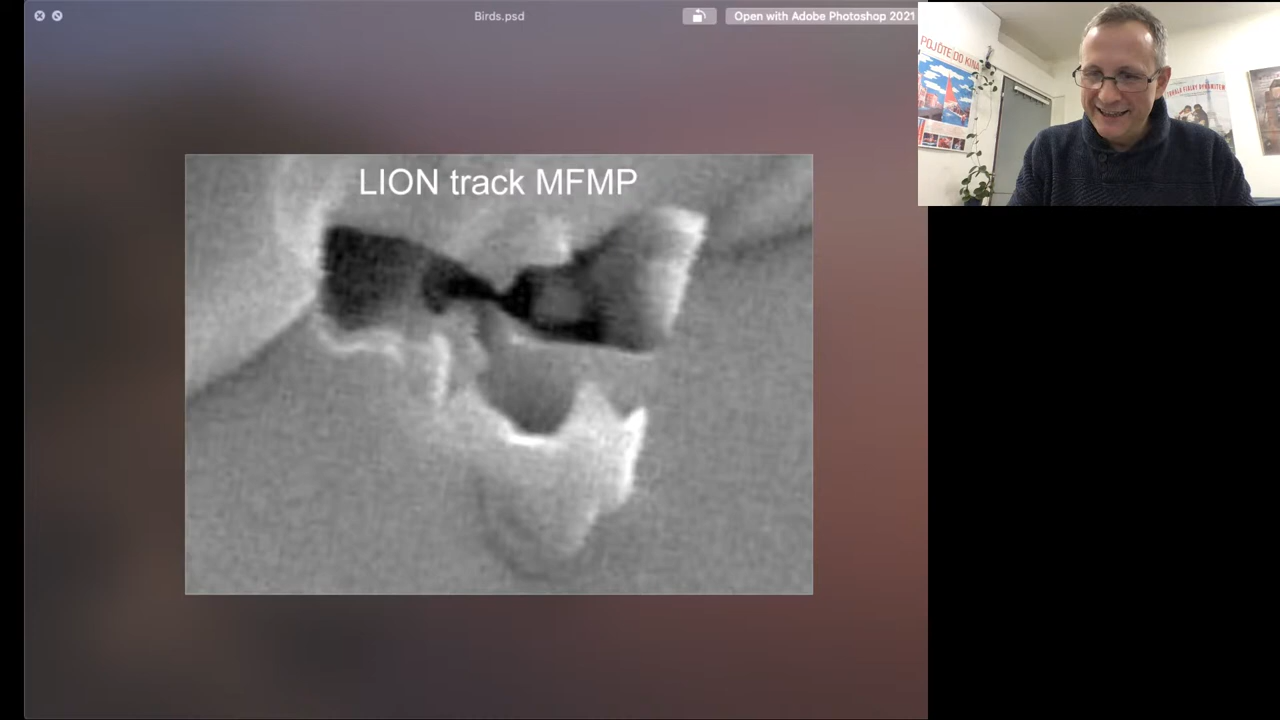 Birds.psd
Open with Adobe Photoshop 2021
LION track MFMP
POJĎTE DO KINA